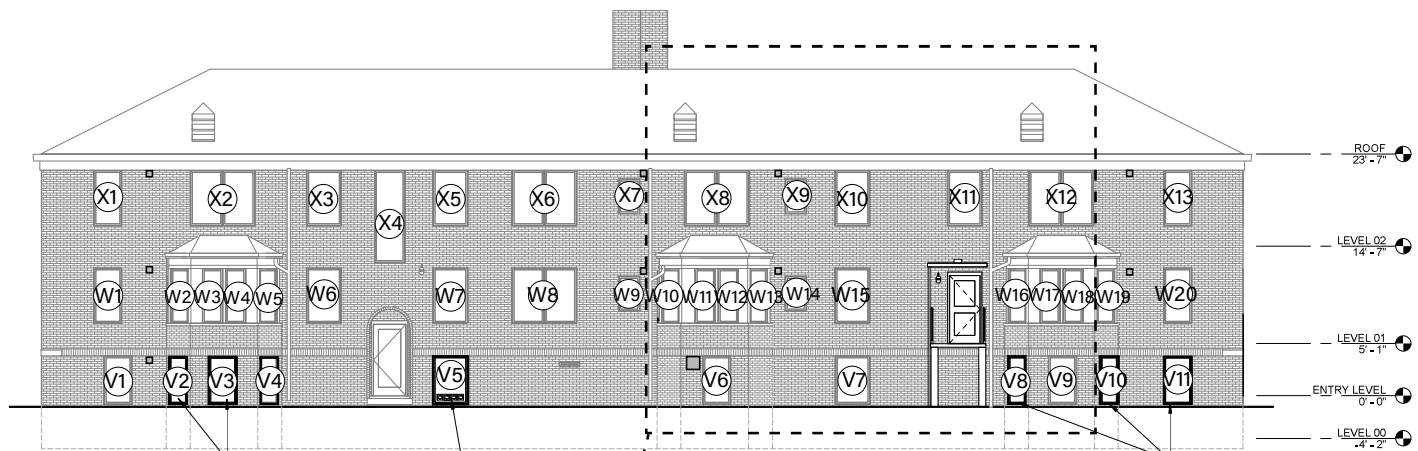 ROOF
23' - 7"
X1 X2 X3 X4 X5 X6 X7 X8 X9 X10 X11 X12 X13
LEVEL 02
14' - 7"
W1 W2 W3 W4 W5 W6 W7 W8 W9 W10 W11 W12 W13 W14 W15 W16 W17 W18 W19 W20
LEVEL 01
5' - 1"
V1 V2 V3 V4 V5 V6 V7 V8 V9 V10 V11
ENTRY LEVEL
0' - 0"
LEVEL 00
-4' - 2"